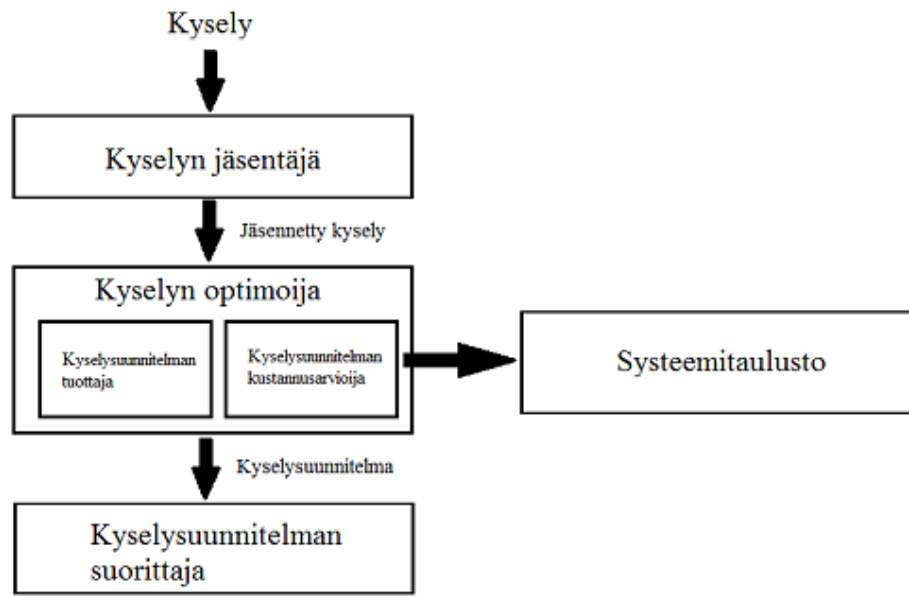 Kysely
Kyselyn jäsentäjä
Jäsennetty kysely
Kyselyn optimoija
Kyselysuunnitelman
tuottaja
Kyselysuunnitelman
kustannusarvioija
Systeemitaulusto
Kyselysuunnitelma
Kyselysuunnitelman
suorittaja